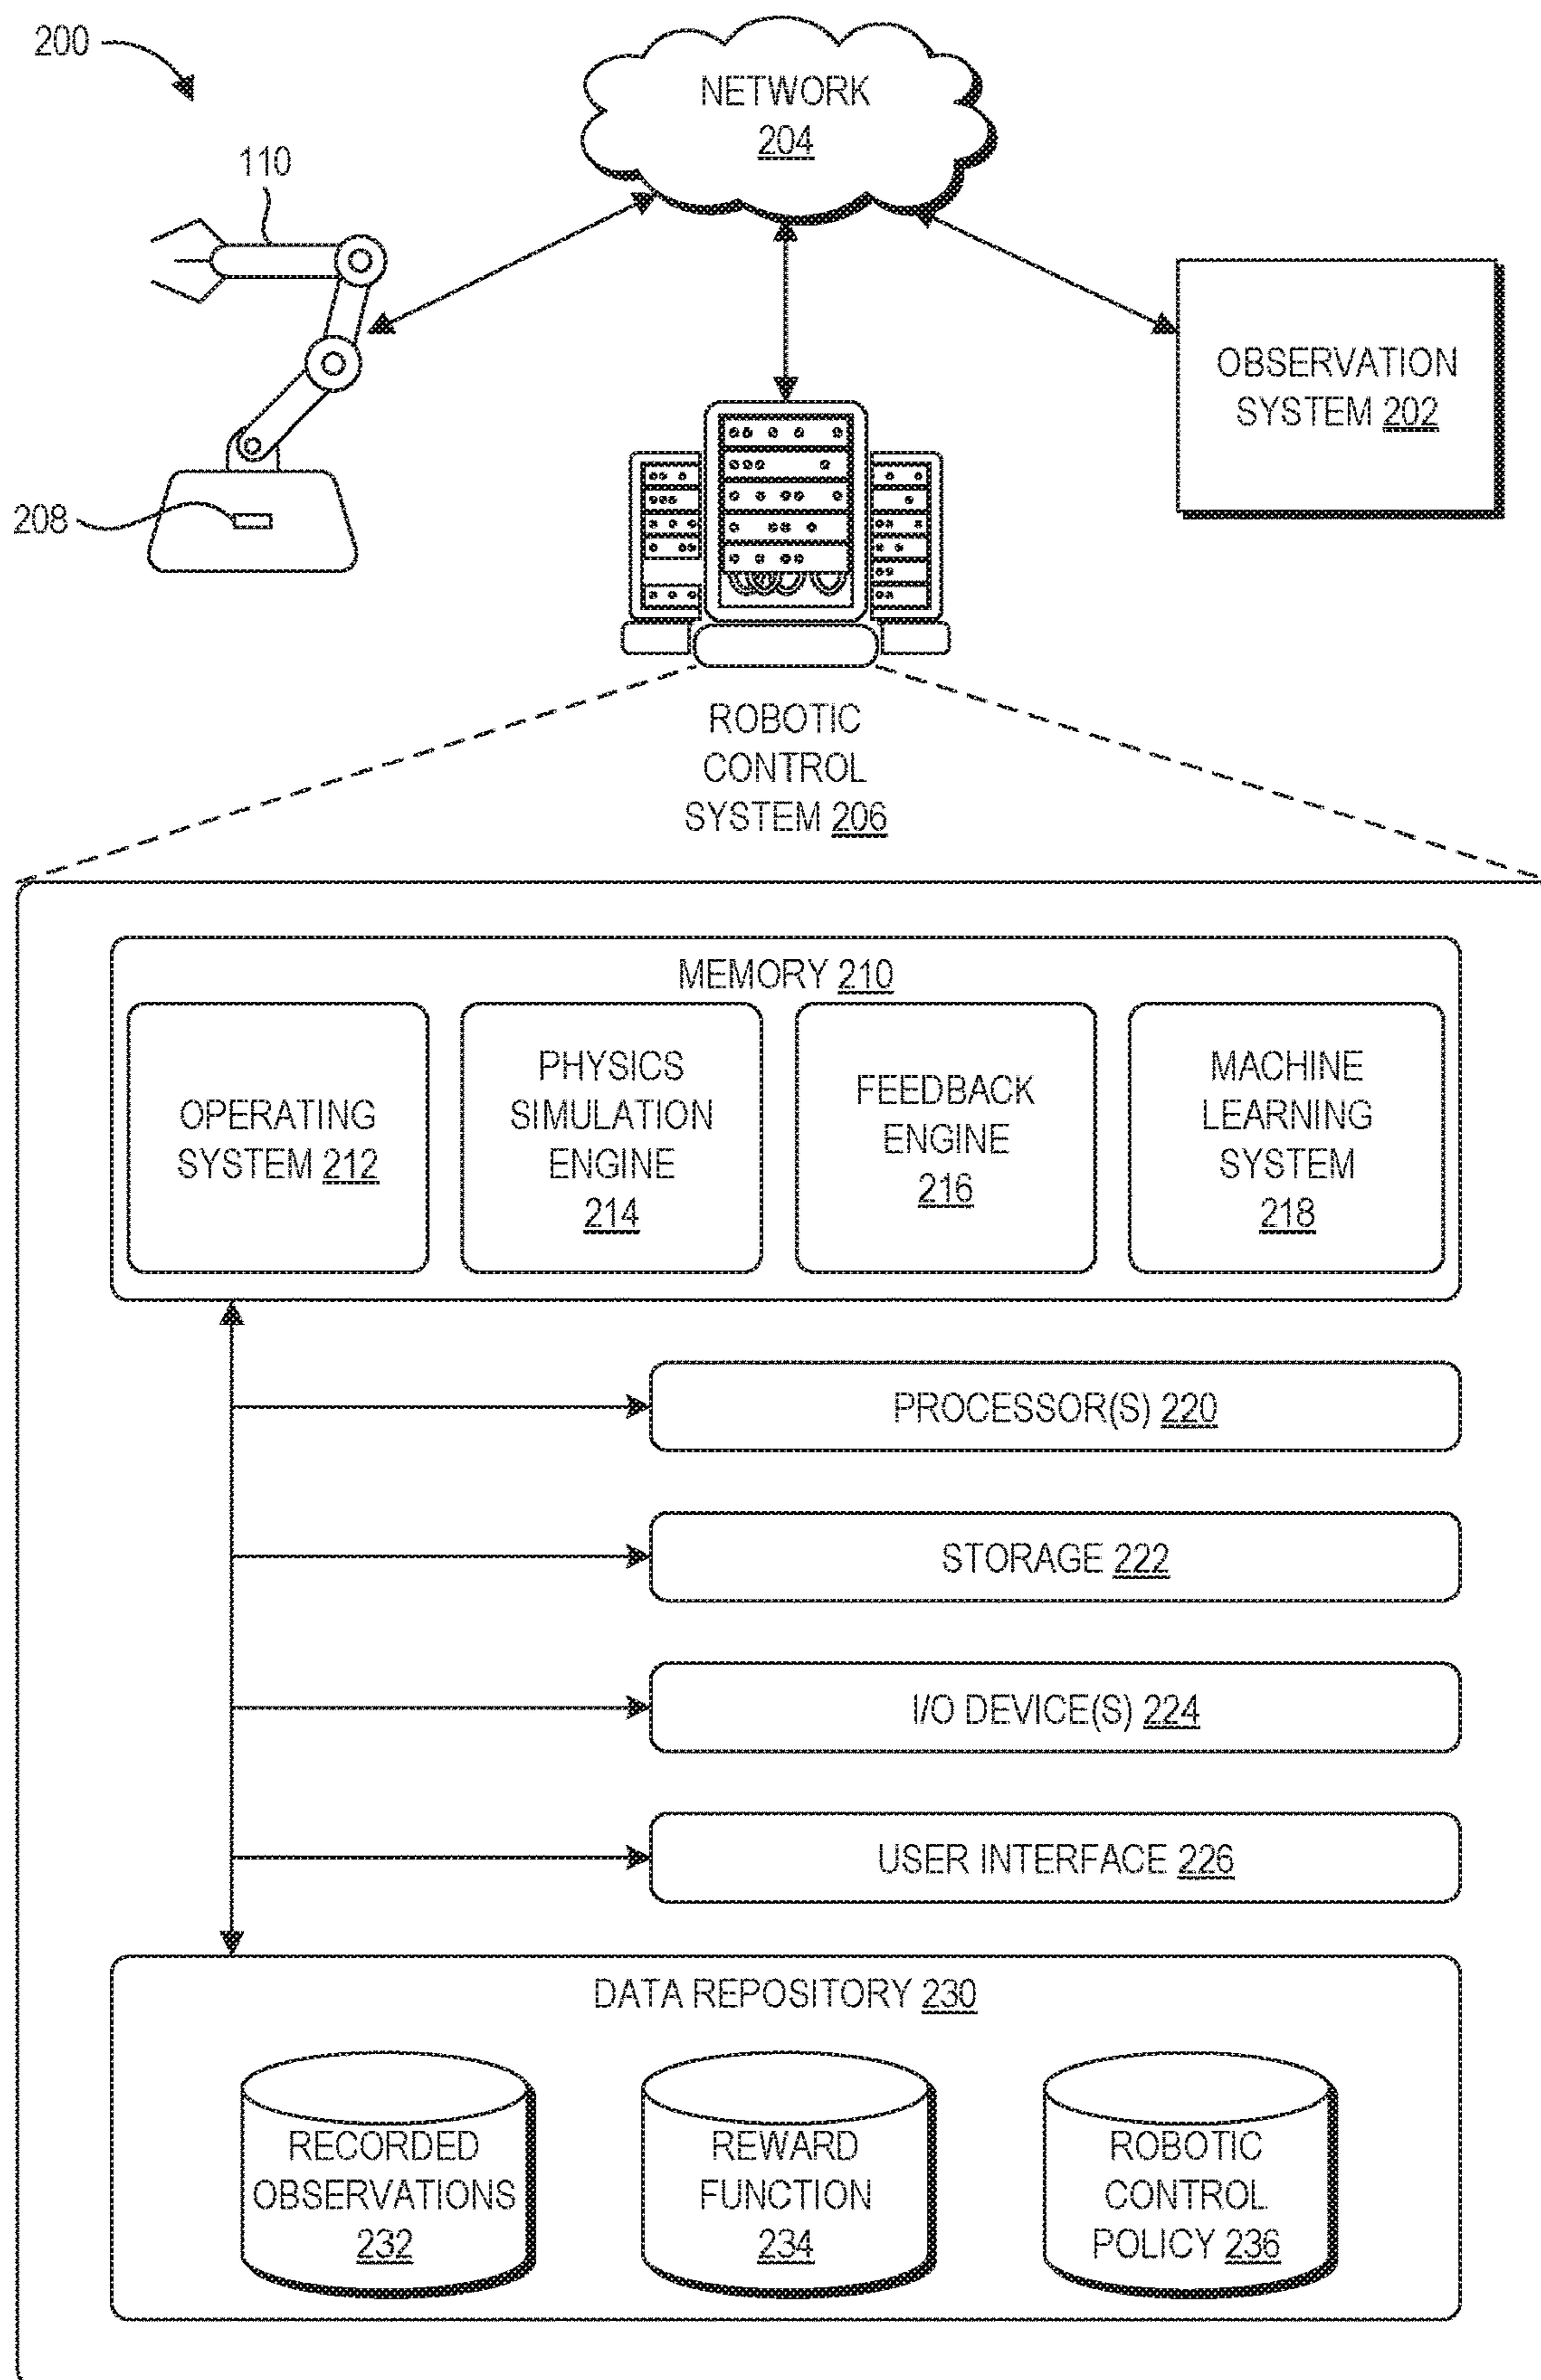 200
NETWORK
204
110
OBSERVATION
SYSTEM 202
208
ROBOTIC
CONTROL
SYSTEM 206
MEMORY 210
OPERATING
SYSTEM 212
PHYSICS
SIMULATION
ENGINE
214
FEEDBACK
ENGINE
216
MACHINE
LEARNING
SYSTEM
218
PROCESSOR(S) 220
STORAGE 222
I/O DEVICE(S) 224
USER INTERFACE 226
DATA REPOSITORY 230
RECORDED
OBSERVATIONS
232
REWARD
FUNCTION
234
ROBOTIC
CONTROL
POLICY 236